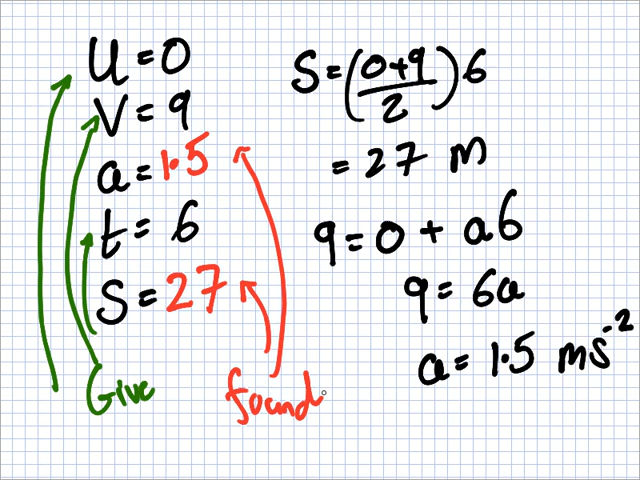 U = 0
V = 9
a = 1.5
t = 6
S = 27
Give
found
S = (0+9/2) 6
= 27 m
9 = 0 + a6
9 = 6a
a = 1.5 ms⁻²